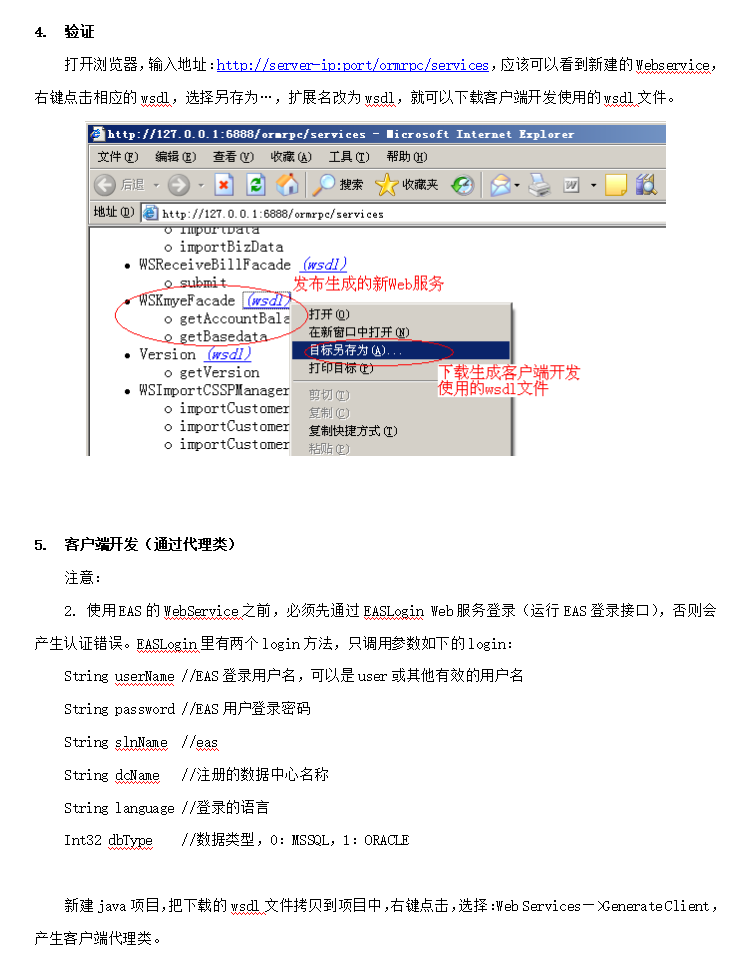 4. 验证
打开浏览器，输入地址：http://server-ip:port/ormrpc/services，应该可以看到新建的Webservice，
右键点击相应的wsdl，选择另存为…，扩展名改为wsdl，就可以下载客户端开发使用的wsdl文件。
http://127.0.0.1:6888/ormrpc/services - Microsoft Internet Explorer
文件(F) 编辑(E) 查看(V) 收藏(A) 工具(T) 帮助(H)
后退 搜索 收藏夹
地址(D) http://127.0.0.1:6888/ormrpc/services
o importData
o importBizData
• WSReceiveBillFacade (wsdl)
o submit
发布生成的新Web服务
• WSKmyeFacade (wsdl)
o getAccountBala
o getBasedata
• Version (wsdl)
o getVersion
• WSImportCSSPManager
o importCustomer
o importCustomer
o importCustomer
打开(O)
在新窗口中打开(N)
目标另存为(A)...
打印目标(P)
剪切(T)
复制(C)
复制快捷方式(T)
粘贴(P)
下载生成客户端开发
使用的wsdl文件
5. 客户端开发（通过代理类）
注意：
2. 使用EAS的WebService之前，必须先通过EASLogin Web服务登录（运行EAS登录接口），否则会
产生认证错误。EASLogin里有两个login方法，只调用参数如下的login：
String userName //EAS登录用户名，可以是user或其他有效的用户名
String password //EAS用户登录密码
String slnName //eas
String dcName //注册的数据中心名称
String language //登录的语言
Int32 dbType //数据类型，0：MSSQL，1：ORACLE
新建java项目，把下载的wsdl文件拷贝到项目中，右键点击，选择：Web Services—>Generate Client，
产生客户端代理类。